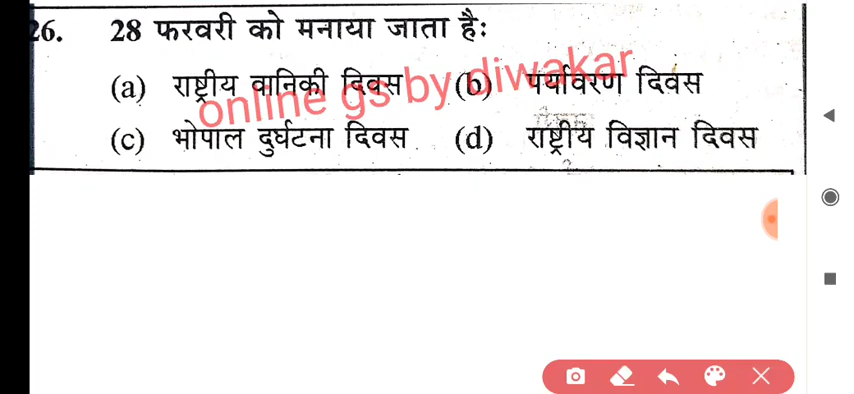 26. 28 फरवरी को मनाया जाता है:
(a) राष्ट्रीय वानिकी दिवस (b) पर्यावरण दिवस
online gs by diwakar
(c) भोपाल दुर्घटना दिवस (d) राष्ट्रीय विज्ञान दिवस